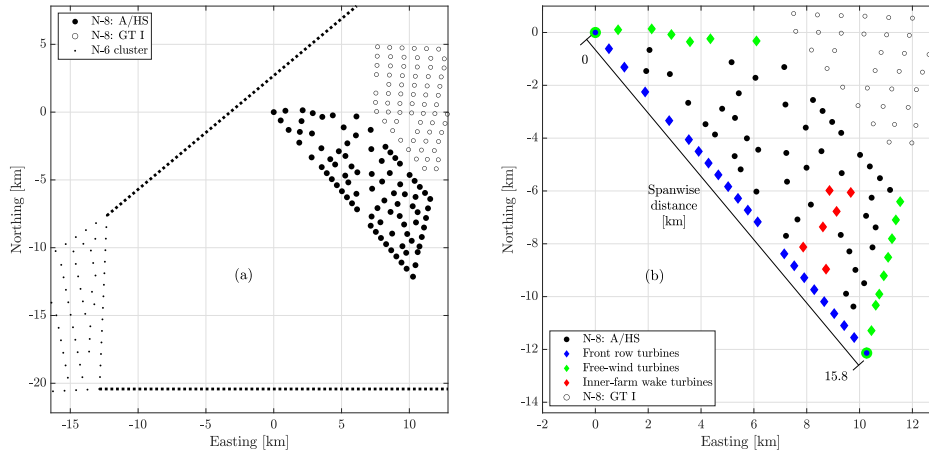 N-8: A/HS
N-8: GT I
N-6 cluster
5
0
-5
-10
-15
-20
Northing [km]
(a)
-15 -10 -5 0 5 10
Easting [km]
0
-2
-4
-6
-8
-10
-12
-14
Northing [km]
0
Spanwise
distance
[km]
(b)
15.8
N-8: A/HS
Front row turbines
Free-wind turbines
Inner-farm wake turbines
N-8: GT I
-2 0 2 4 6 8 10 12
Easting [km]